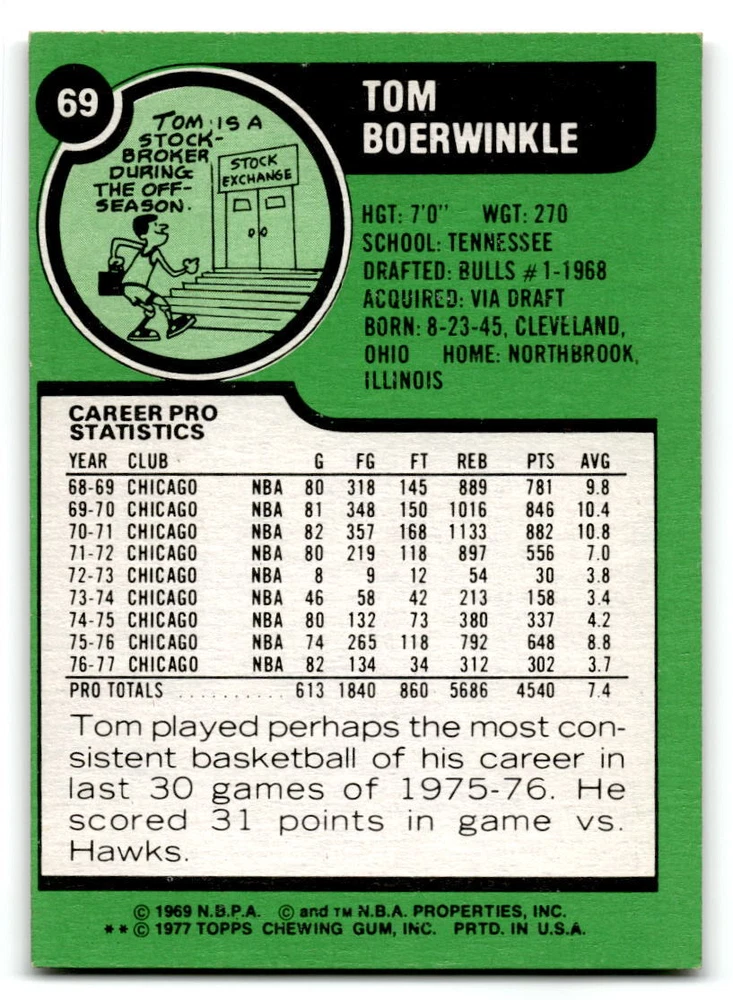 69
TOM
BOERWINKLE
TOM IS A
STOCK-
BROKER
DURING
THE OFF-
SEASON.
STOCK
EXCHANGE
HGT: 7'0" WGT: 270
SCHOOL: TENNESSEE
DRAFTED: BULLS #1-1968
ACQUIRED: VIA DRAFT
BORN: 8-23-45, CLEVELAND,
OHIO HOME: NORTHBROOK,
ILLINOIS
CAREER PRO
STATISTICS
YEAR CLUB G FG FT REB PTS AVG
68-69 CHICAGO NBA 80 318 145 889 781 9.8
69-70 CHICAGO NBA 81 348 150 1016 846 10.4
70-71 CHICAGO NBA 82 357 168 1133 882 10.8
71-72 CHICAGO NBA 80 219 118 897 556 7.0
72-73 CHICAGO NBA 8 9 12 54 30 3.8
73-74 CHICAGO NBA 46 58 42 213 158 3.4
74-75 CHICAGO NBA 80 132 73 380 337 4.2
75-76 CHICAGO NBA 74 265 118 792 648 8.8
76-77 CHICAGO NBA 82 134 34 312 302 3.7
PRO TOTALS .......... 613 1840 860 5686 4540 7.4
Tom played perhaps the most con-
sistent basketball of his career in
last 30 games of 1975-76. He
scored 31 points in game vs.
Hawks.
© 1969 N.B.P.A. © and TM N.B.A. PROPERTIES, INC.
**© 1977 TOPPS CHEWING GUM, INC. PRTD. IN U.S.A.